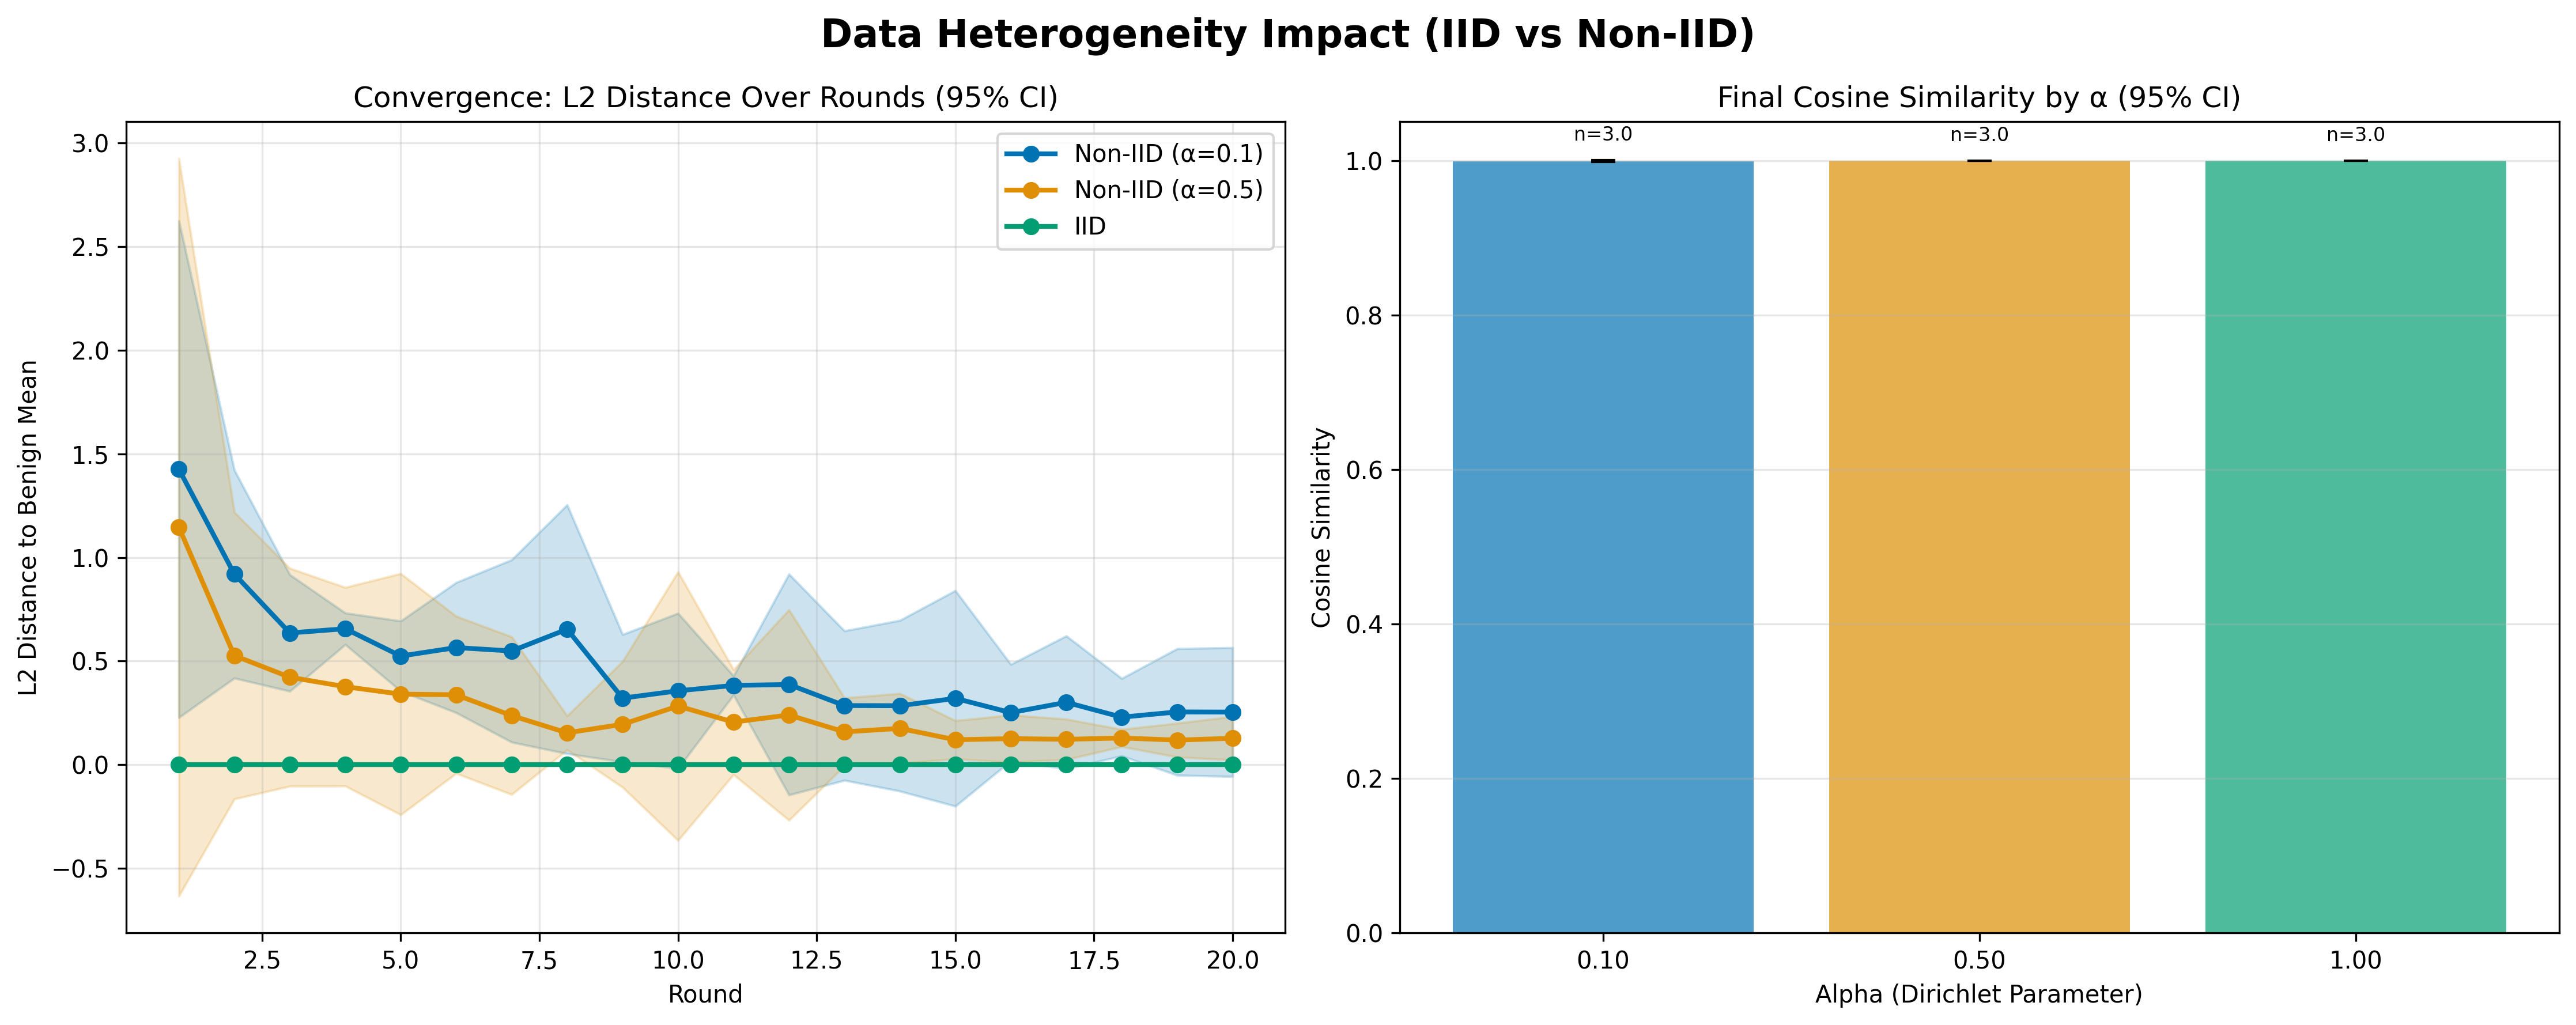 Data Heterogeneity Impact (IID vs Non-IID)
Convergence: L2 Distance Over Rounds (95% CI)
L2 Distance to Benign Mean
3.0
2.5
2.0
1.5
1.0
0.5
0.0
−0.5
Non-IID (α=0.1)
Non-IID (α=0.5)
IID
2.5 5.0 7.5 10.0 12.5 15.0 17.5 20.0
Round
Final Cosine Similarity by α (95% CI)
Cosine Similarity
n=3.0 n=3.0 n=3.0
1.0
0.8
0.6
0.4
0.2
0.0
0.10 0.50 1.00
Alpha (Dirichlet Parameter)